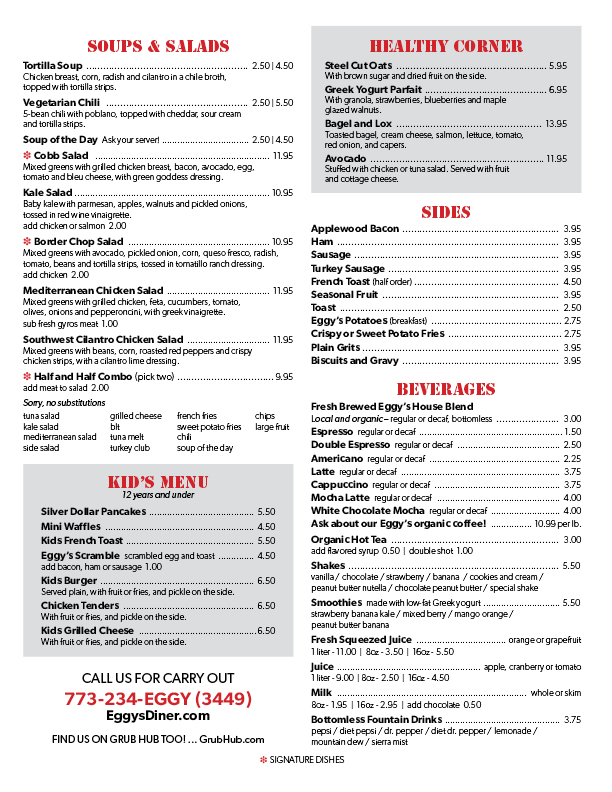 SOUPS & SALADS
Tortilla Soup ................................................ 2.50 | 4.50
Chicken breast, corn, radish and cilantro in a chile broth,
topped with tortilla strips.
Vegetarian Chili ........................................ 2.50 | 5.50
5-bean chili with poblano, topped with cheddar, sour cream
and tortilla strips.
Soup of the Day Ask your server! ........................... 2.50 | 4.50
✽ Cobb Salad .................................................... 11.95
Mixed greens with grilled chicken breast, bacon, avocado, egg,
tomato and bleu cheese, with green goddess dressing.
Kale Salad .......................................................... 10.95
Baby kale with parmesan, apples, walnuts and pickled onions,
tossed in red wine vinaigrette.
add chicken or salmon 2.00
✽ Border Chop Salad ......................................... 10.95
Mixed greens with avocado, pickled onion, corn, queso fresco, radish,
tomato, beans and tortilla strips, tossed in tomatillo ranch dressing.
add chicken 2.00
Mediterranean Chicken Salad ............................... 11.95
Mixed greens with grilled chicken, feta, cucumbers, tomato,
olives, onions and pepperoncini, with greek vinaigrette.
sub fresh gyros meat 1.00
Southwest Cilantro Chicken Salad ........................ 11.95
Mixed greens with beans, corn, roasted red peppers and crispy
chicken strips, with a cilantro lime dressing.
✽ Half and Half Combo (pick two) ............................ 9.95
add meat to salad 2.00
Sorry, no substitutions
tuna salad grilled cheese french fries chips
kale salad blt sweet potato fries large fruit
mediterranean salad tuna melt chili
side salad turkey club soup of the day
KID'S MENU
12 years and under
Silver Dollar Pancakes .............................. 5.50
Mini Waffles .............................................. 4.50
Kids French Toast ..................................... 5.50
Eggy's Scramble scrambled egg and toast ............ 4.50
add bacon, ham or sausage 1.00
Kids Burger ................................................ 6.50
Served plain, with fruit or fries, and pickle on the side.
Chicken Tenders ....................................... 6.50
With fruit or fries, and pickle on the side.
Kids Grilled Cheese ................................... 6.50
With fruit or fries, and pickle on the side.
CALL US FOR CARRY OUT
773-234-EGGY (3449)
EggysDiner.com
FIND US ON GRUB HUB TOO! ... GrubHub.com
HEALTHY CORNER
Steel Cut Oats ................................................ 5.95
With brown sugar and dried fruit on the side.
Greek Yogurt Parfait ...................................... 6.95
With granola, strawberries, blueberries and maple
glazed walnuts.
Bagel and Lox ............................................... 13.95
Toasted bagel, cream cheese, salmon, lettuce, tomato,
red onion, and capers.
Avocado ....................................................... 11.95
Stuffed with chicken or tuna salad. Served with fruit
and cottage cheese.
SIDES
Applewood Bacon ................................................ 3.95
Ham ..................................................................... 3.95
Sausage ............................................................... 3.95
Turkey Sausage ................................................... 3.95
French Toast (half order) ............................................ 4.50
Seasonal Fruit ...................................................... 3.95
Toast .................................................................... 2.50
Eggy's Potatoes (breakfast) ........................................ 2.75
Crispy or Sweet Potato Fries ............................... 2.75
Plain Grits ............................................................ 3.95
Biscuits and Gravy ............................................... 3.95
BEVERAGES
Fresh Brewed Eggy's House Blend
Local and organic – regular or decaf, bottomless .................... 3.00
Espresso regular or decaf ............................................. 1.50
Double Espresso regular or decaf ................................ 2.50
Americano regular or decaf .......................................... 2.25
Latte regular or decaf .................................................. 3.75
Cappuccino regular or decaf ........................................ 3.75
Mocha Latte regular or decaf ....................................... 4.00
White Chocolate Mocha regular or decaf ..................... 4.00
Ask about our Eggy's organic coffee! .............. 10.99 per lb.
Organic Hot Tea .................................................. 3.00
add flavored syrup 0.50 | double shot 1.00
Shakes ................................................................. 5.50
vanilla / chocolate / strawberry / banana / cookies and cream /
peanut butter nutella / chocolate peanut butter / special shake
Smoothies made with low-fat Greek yogurt ........................ 5.50
strawberry banana kale / mixed berry / mango orange /
peanut butter banana
Fresh Squeezed Juice ........................... orange or grapefruit
1 liter - 11.00 | 8oz - 3.50 | 16oz - 5.50
Juice ............................................ apple, cranberry or tomato
1 liter - 9.00 | 8oz - 2.50 | 16oz - 4.50
Milk ........................................................ whole or skim
8oz - 1.95 | 16oz - 2.95 | add chocolate 0.50
Bottomless Fountain Drinks ................................ 3.75
pepsi / diet pepsi / dr. pepper / diet dr. pepper / lemonade /
mountain dew / sierra mist
✽ SIGNATURE DISHES